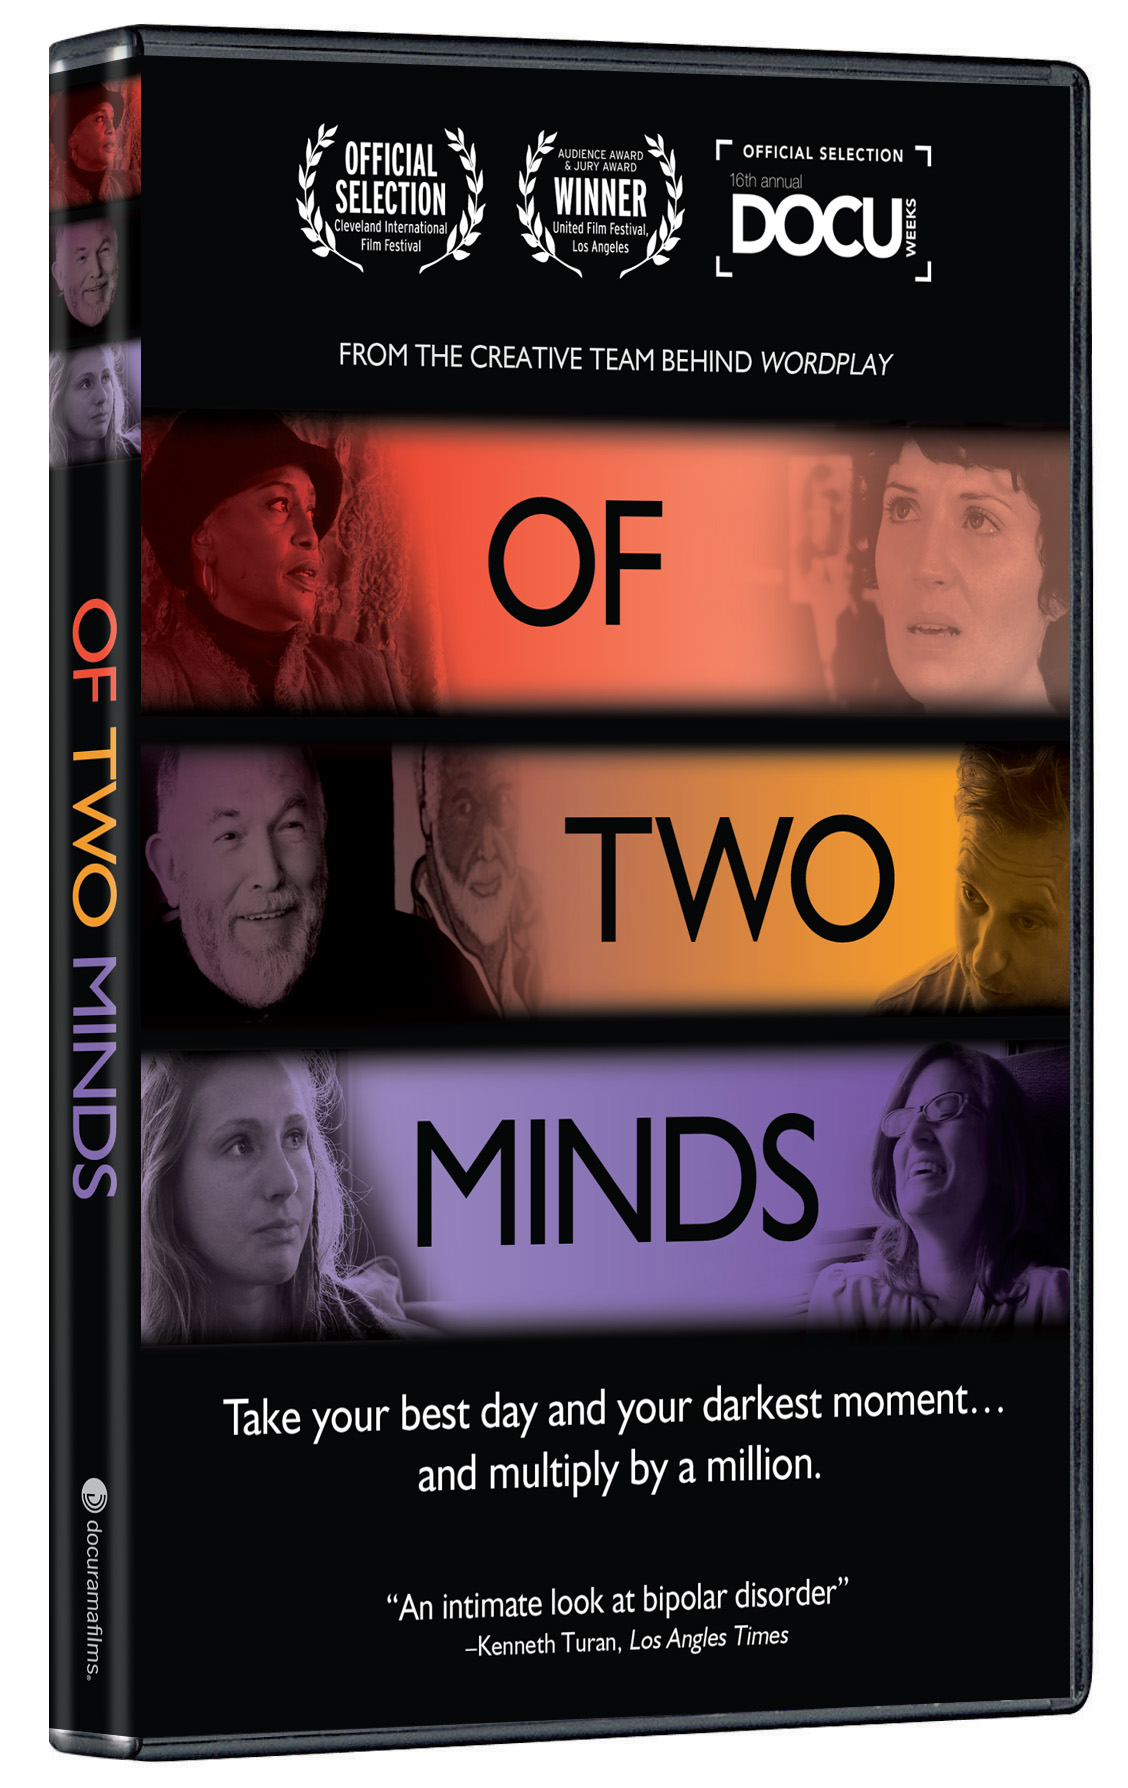 OFFICIAL
SELECTION
Cleveland International
Film Festival
AUDIENCE AWARD
& JURY AWARD
WINNER
United Film Festival,
Los Angeles
OFFICIAL SELECTION
16th annual
DOCU
WEEKS
FROM THE CREATIVE TEAM BEHIND WORDPLAY
OF
TWO
MINDS
Take your best day and your darkest moment...
and multiply by a million.
“An intimate look at bipolar disorder”
–Kenneth Turan, Los Angles Times
OF TWO MINDS
docuramafilms®